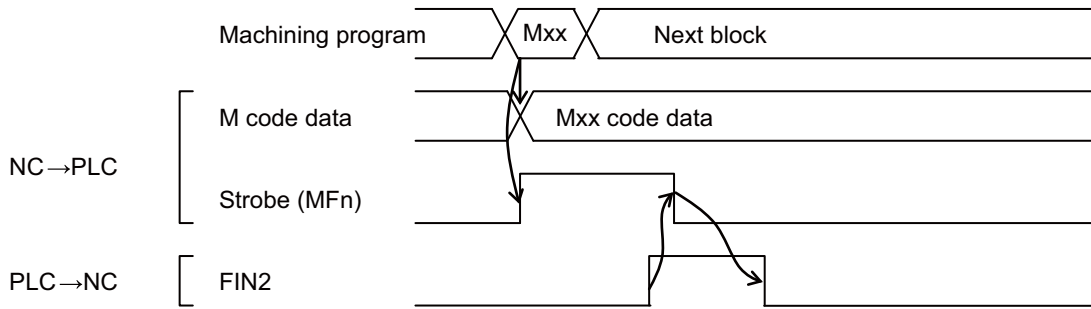 Machining program Mxx Next block
M code data Mxx code data
NC→PLC
Strobe (MFn)
PLC→NC FIN2